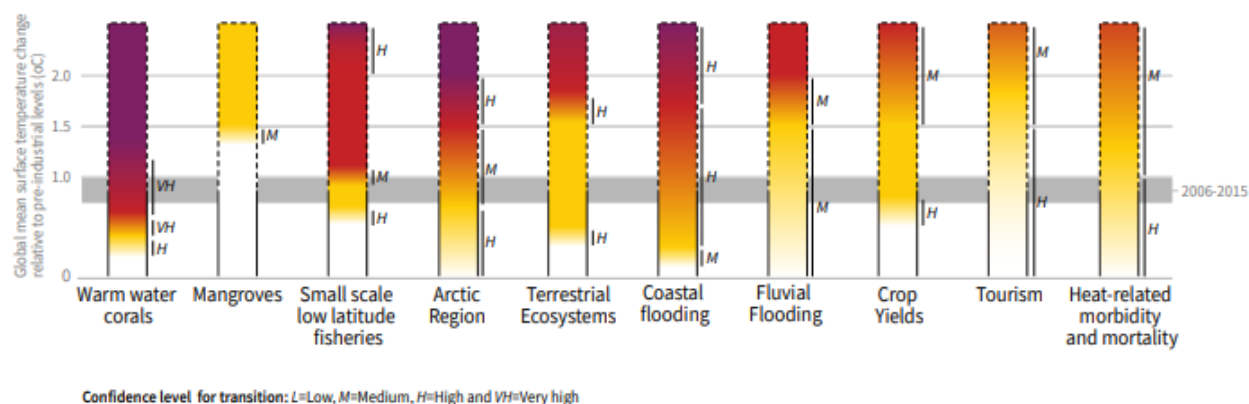 Global mean surface temperature change
relative to pre-industrial levels (oC)
2.0
1.5
1.0
0
H
M
H
H
H
M
M
M
M
M
VH
VH
H
M
H
M
H
H
H
M
M
H
H
H
2006-2015
Warm water
corals
Mangroves
Small scale
low latitude
fisheries
Arctic
Region
Terrestrial
Ecosystems
Coastal
flooding
Fluvial
Flooding
Crop
Yields
Tourism
Heat-related
morbidity
and mortality
Confidence level for transition: L=Low, M=Medium, H=High and VH=Very high